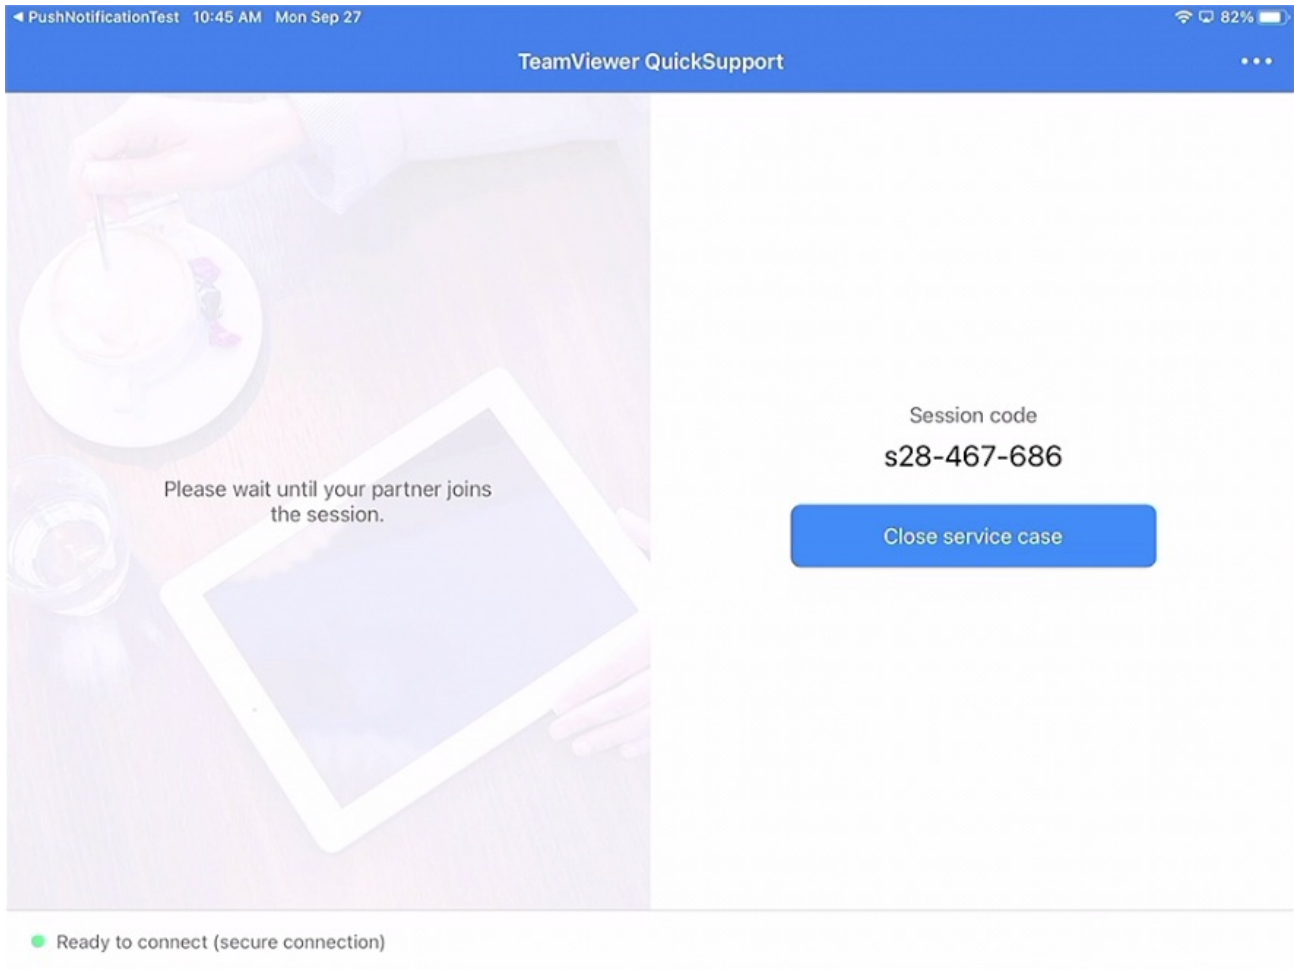 ◀ PushNotificationTest 10:45 AM Mon Sep 27 82%
TeamViewer QuickSupport
Please wait until your partner joins
the session.
Session code
s28-467-686
Close service case
Ready to connect (secure connection)